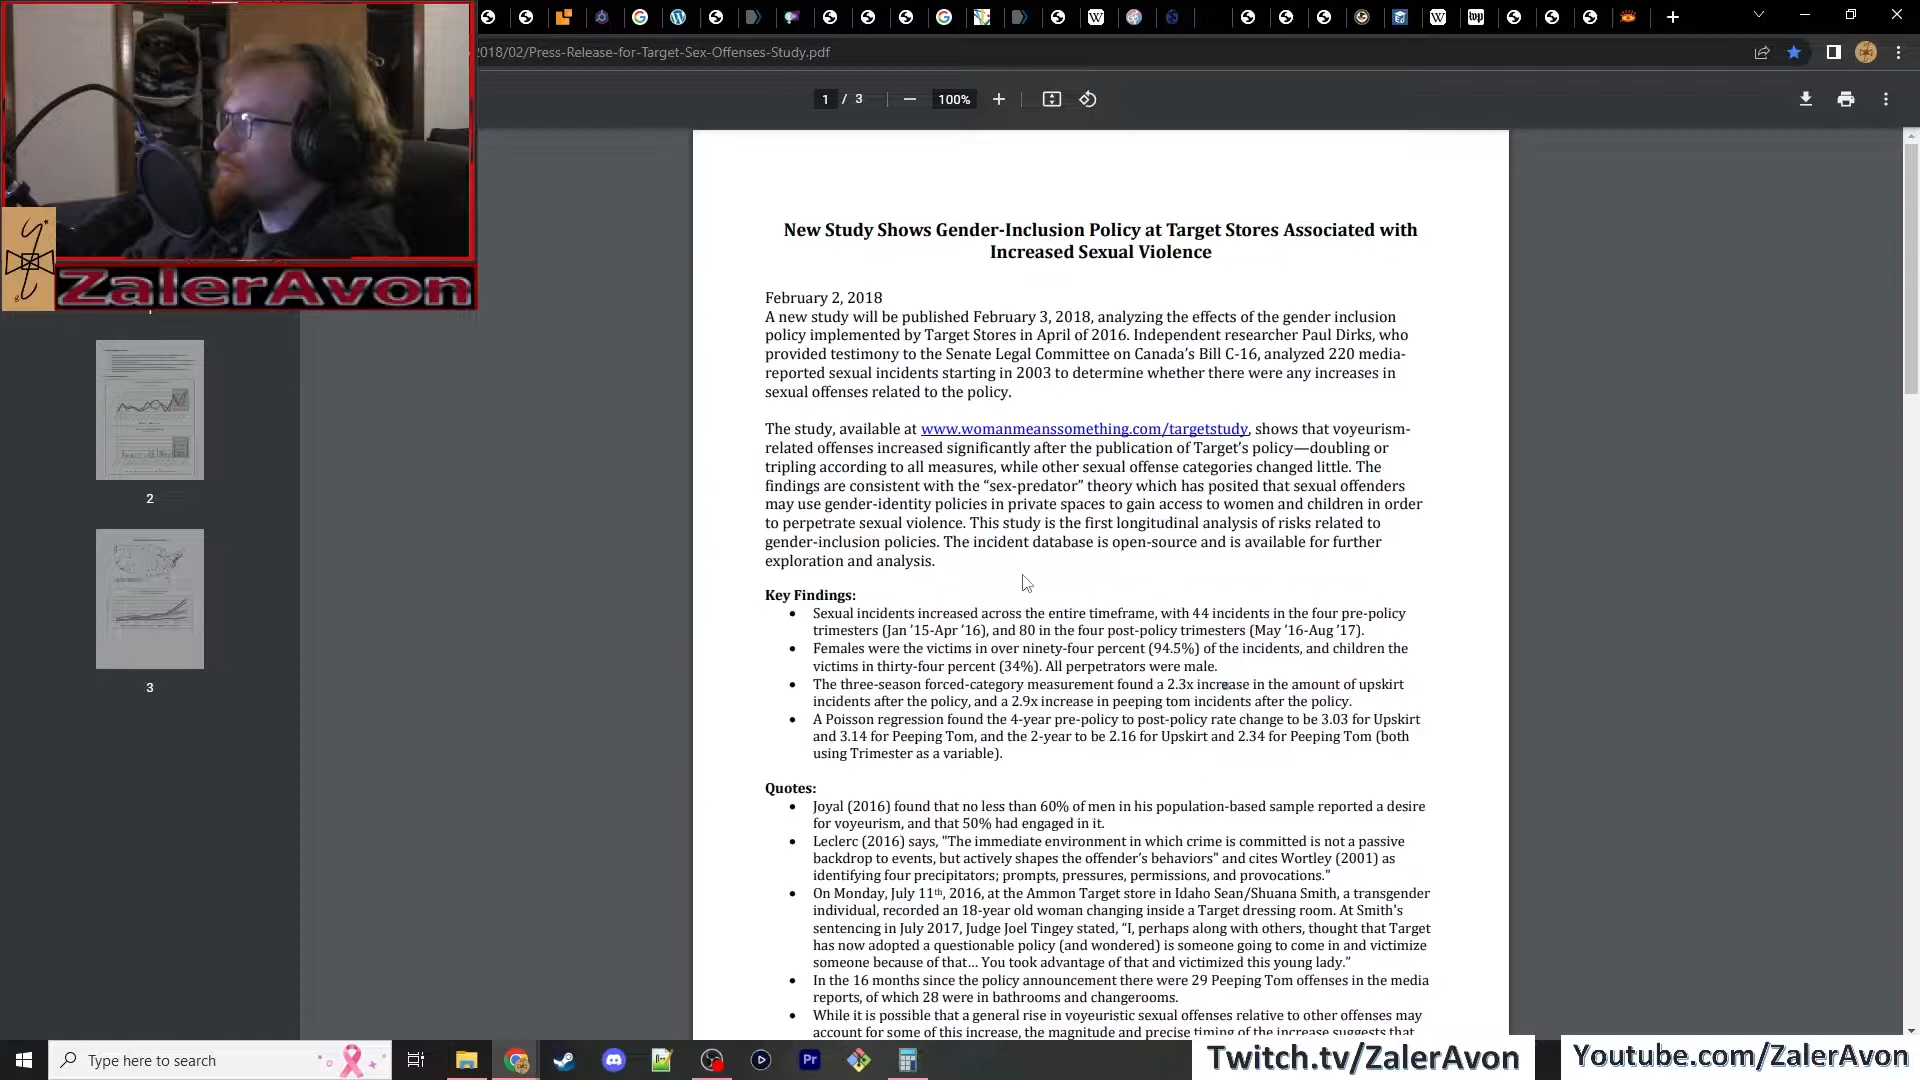 2018/02/Press-Release-for-Target-Sex-Offenses-Study.pdf
1 / 3
100%
ZalerAvon
New Study Shows Gender-Inclusion Policy at Target Stores Associated with
Increased Sexual Violence
February 2, 2018
A new study will be published February 3, 2018, analyzing the effects of the gender inclusion
policy implemented by Target Stores in April of 2016. Independent researcher Paul Dirks, who
provided testimony to the Senate Legal Committee on Canada's Bill C-16, analyzed 220 media-
reported sexual incidents starting in 2003 to determine whether there were any increases in
sexual offenses related to the policy.
The study, available at www.womanmeanssomething.com/targetstudy, shows that voyeurism-
related offenses increased significantly after the publication of Target's policy—doubling or
tripling according to all measures, while other sexual offense categories changed little. The
findings are consistent with the “sex-predator” theory which has posited that sexual offenders
may use gender-identity policies in private spaces to gain access to women and children in order
to perpetrate sexual violence. This study is the first longitudinal analysis of risks related to
gender-inclusion policies. The incident database is open-source and is available for further
exploration and analysis.
Key Findings:
• Sexual incidents increased across the entire timeframe, with 44 incidents in the four pre-policy
trimesters (Jan ’15-Apr ’16), and 80 in the four post-policy trimesters (May ’16-Aug ’17).
• Females were the victims in over ninety-four percent (94.5%) of the incidents, and children the
victims in thirty-four percent (34%). All perpetrators were male.
• The three-season forced-category measurement found a 2.3x increase in the amount of upskirt
incidents after the policy, and a 2.9x increase in peeping tom incidents after the policy.
• A Poisson regression found the 4-year pre-policy to post-policy rate change to be 3.03 for Upskirt
and 3.14 for Peeping Tom, and the 2-year to be 2.16 for Upskirt and 2.34 for Peeping Tom (both
using Trimester as a variable).
Quotes:
• Joyal (2016) found that no less than 60% of men in his population-based sample reported a desire
for voyeurism, and that 50% had engaged in it.
• Leclerc (2016) says, "The immediate environment in which crime is committed is not a passive
backdrop to events, but actively shapes the offender's behaviors" and cites Wortley (2001) as
identifying four precipitators; prompts, pressures, permissions, and provocations."
• On Monday, July 11th, 2016, at the Ammon Target store in Idaho Sean/Shuana Smith, a transgender
individual, recorded an 18-year old woman changing inside a Target dressing room. At Smith's
sentencing in July 2017, Judge Joel Tingey stated, “I, perhaps along with others, thought that Target
has now adopted a questionable policy (and wondered) is someone going to come in and victimize
someone because of that… You took advantage of that and victimized this young lady.”
• In the 16 months since the policy announcement there were 29 Peeping Tom offenses in the media
reports, of which 28 were in bathrooms and changerooms.
• While it is possible that a general rise in voyeuristic sexual offenses relative to other offenses may
account for some of this increase, the magnitude and precise timing of the increase suggests that
2
3
Type here to search
Twitch.tv/ZalerAvon
Youtube.com/ZalerAvon